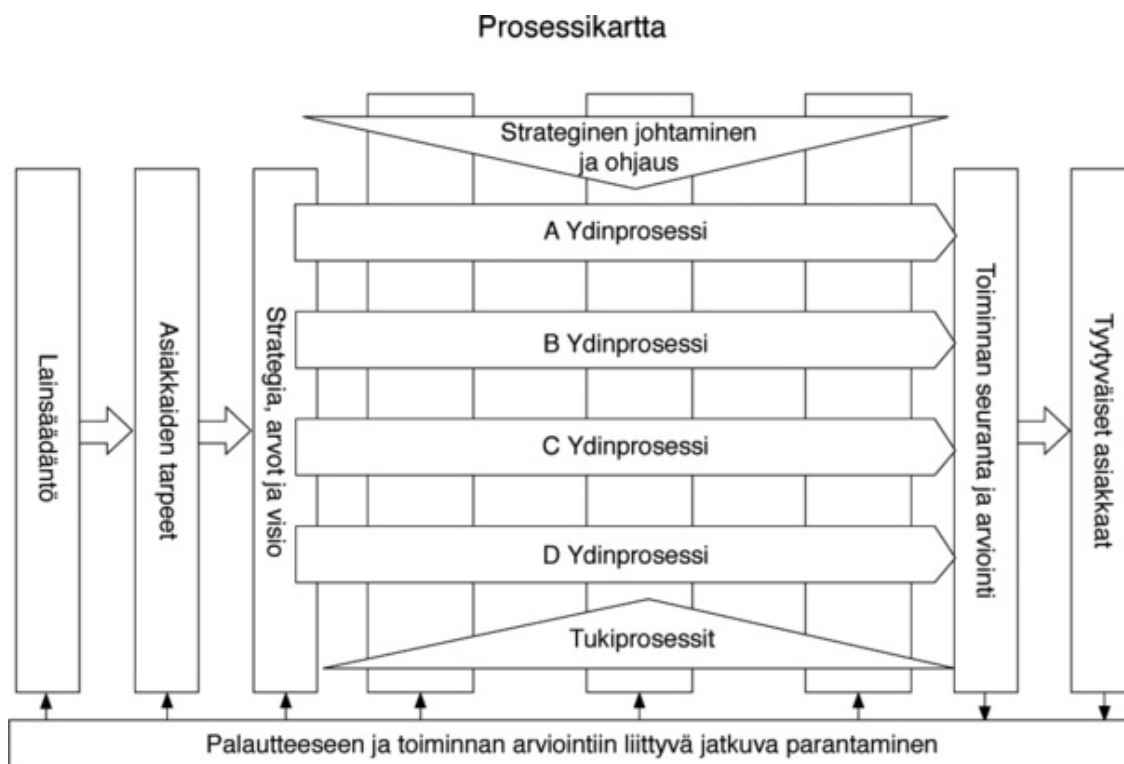 Prosessikartta
Strateginen johtaminen
ja ohjaus
Lainsäädäntö
Asiakkaiden tarpeet
Strategia, arvot ja visio
A Ydinprosessi
B Ydinprosessi
C Ydinprosessi
D Ydinprosessi
Tukiprosessit
Toiminnan seuranta ja arviointi
Tyytyväiset asiakkaat
Palautteeseen ja toiminnan arviointiin liittyvä jatkuva parantaminen